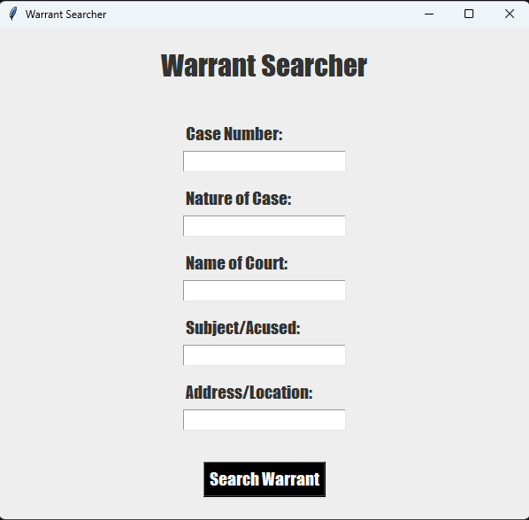 Warrant Searcher
Warrant Searcher
Case Number:
Nature of Case:
Name of Court:
Subject/Acused:
Address/Location:
Search Warrant